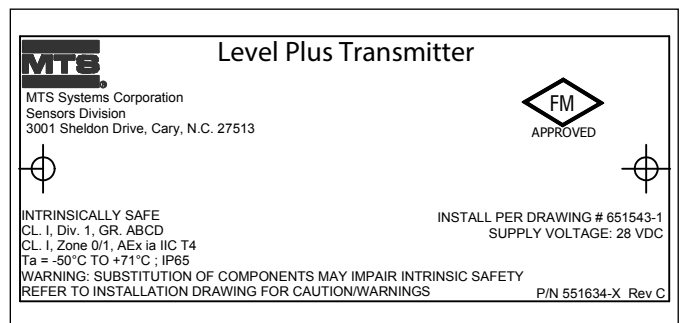 MTS
®
Level Plus Transmitter
MTS Systems Corporation
Sensors Division
3001 Sheldon Drive, Cary, N.C. 27513
FM
APPROVED
INTRINSICALLY SAFE
CL. I, Div. 1, GR. ABCD
CL. I, Zone 0/1, AEx ia IIC T4
Ta = -50°C TO +71°C ; IP65
INSTALL PER DRAWING # 651543-1
SUPPLY VOLTAGE: 28 VDC
WARNING: SUBSTITUTION OF COMPONENTS MAY IMPAIR INTRINSIC SAFETY
REFER TO INSTALLATION DRAWING FOR CAUTION/WARNINGS
P/N 551634-X Rev C